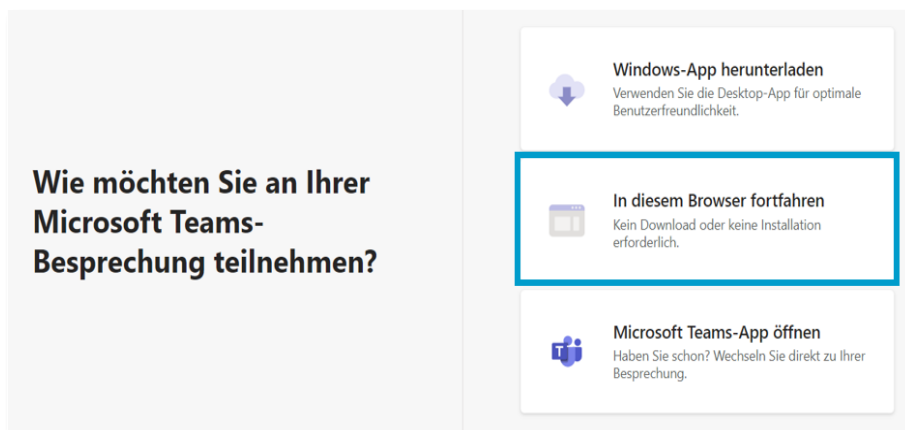 Wie möchten Sie an Ihrer
Microsoft Teams-
Besprechung teilnehmen?
Windows-App herunterladen
Verwenden Sie die Desktop-App für optimale
Benutzerfreundlichkeit.
In diesem Browser fortfahren
Kein Download oder keine Installation
erforderlich.
Microsoft Teams-App öffnen
Haben Sie schon? Wechseln Sie direkt zu Ihrer
Besprechung.